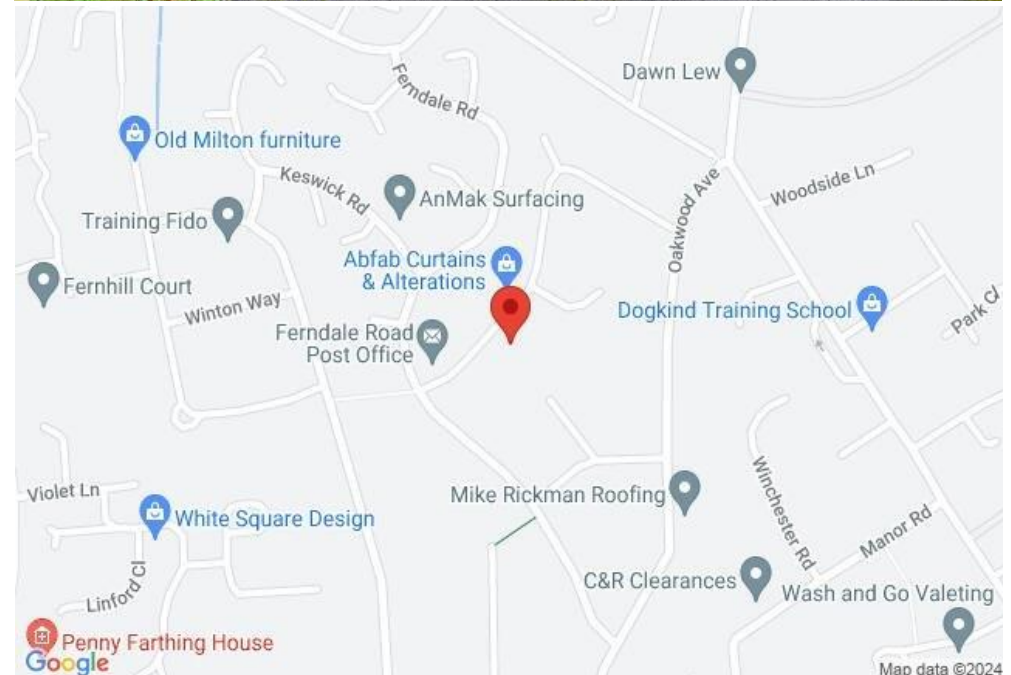 Ferndale Rd
Dawn Lew
Old Milton furniture
Keswick Rd
AnMak Surfacing
Woodside Ln
Oakwood Ave
Training Fido
Abfab Curtains
& Alterations
Fernhill Court
Winton Way
Dogkind Training School
Park Cl
Ferndale Road
Post Office
Violet Ln
Mike Rickman Roofing
White Square Design
Winchester Rd
Manor Rd
C&R Clearances
Wash and Go Valeting
Linford Cl
Penny Farthing House
Google
Map data ©2024